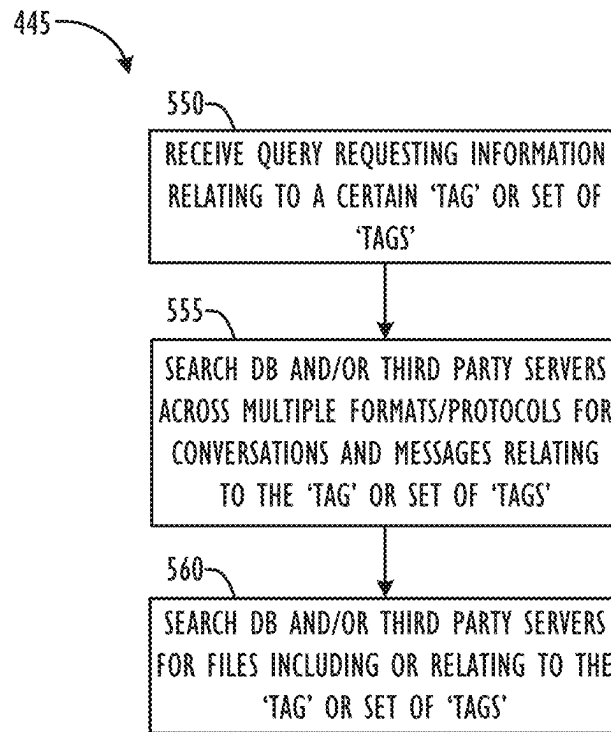 445
550
RECEIVE QUERY REQUESTING INFORMATION
RELATING TO A CERTAIN ‘TAG’ OR SET OF
‘TAGS’
555
SEARCH DB AND/OR THIRD PARTY SERVERS
ACROSS MULTIPLE FORMATS/PROTOCOLS FOR
CONVERSATIONS AND MESSAGES RELATING
TO THE ‘TAG’ OR SET OF ‘TAGS’
560
SEARCH DB AND/OR THIRD PARTY SERVERS
FOR FILES INCLUDING OR RELATING TO THE
‘TAG’ OR SET OF ‘TAGS’